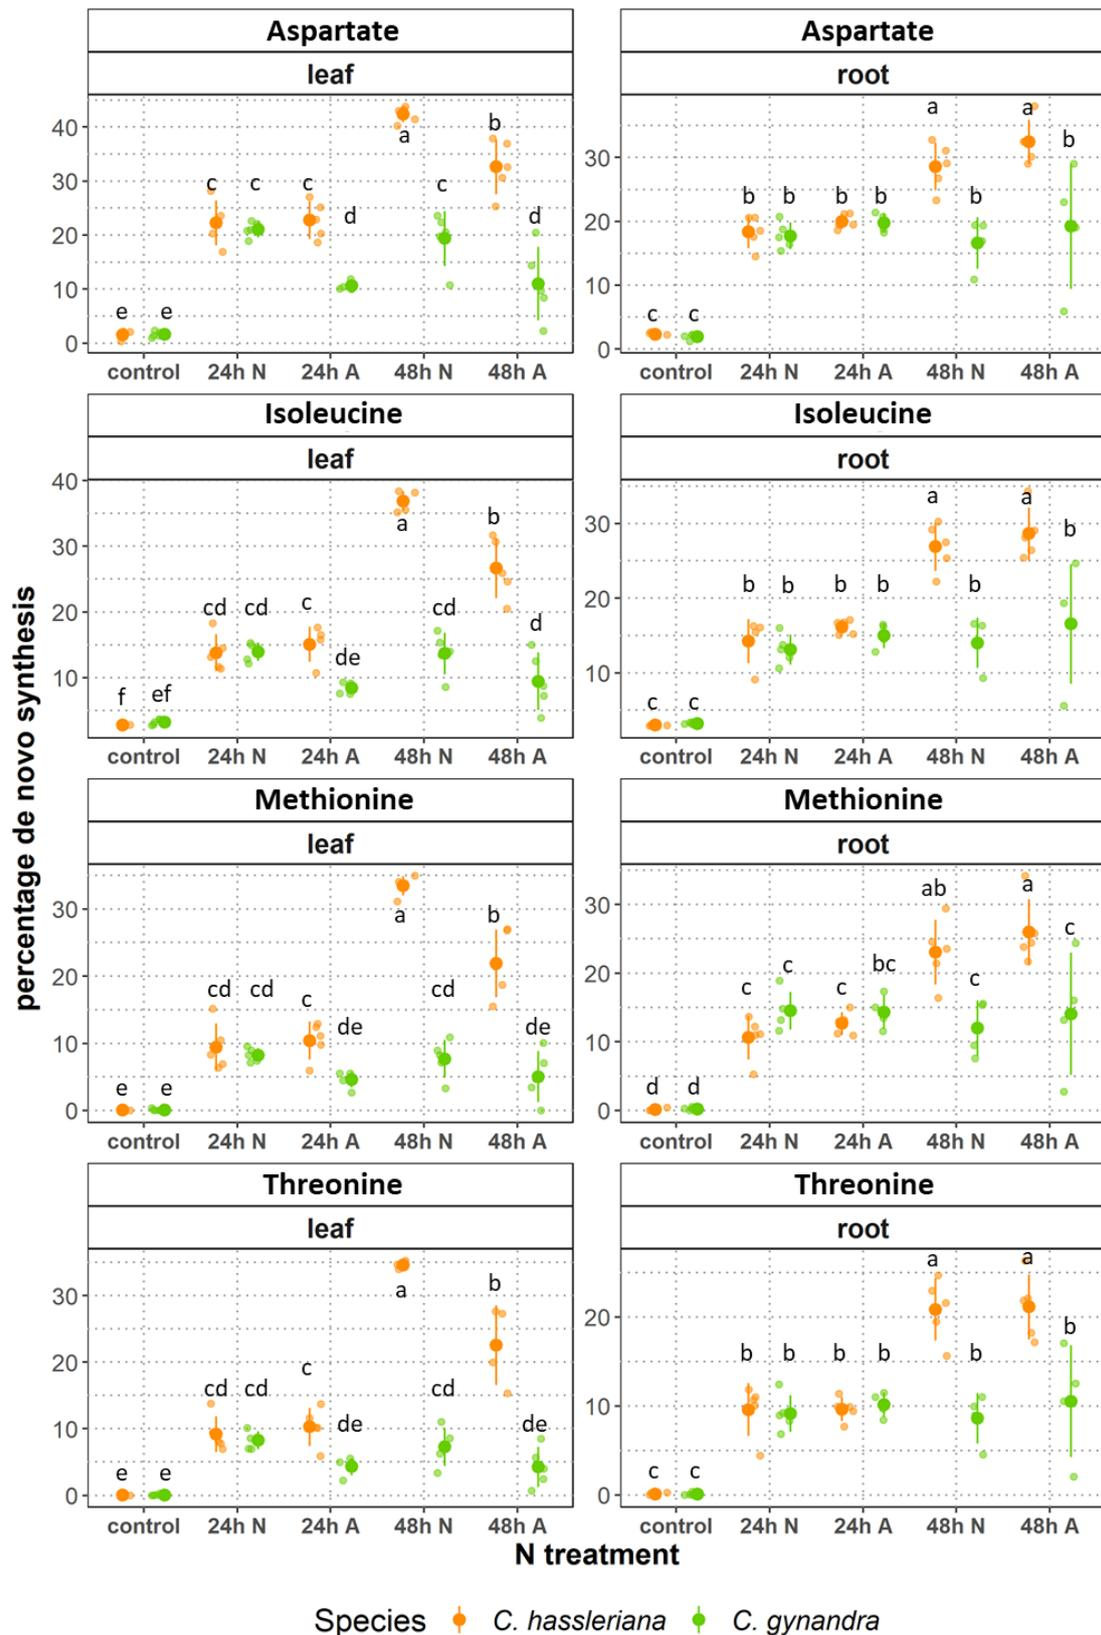 Aspartate
leaf
40
30
20
10
0
e e c c c d a c b d
control 24h N 24h A 48h N 48h A
Aspartate
root
30
20
10
0
c c b b b b a b a b
control 24h N 24h A 48h N 48h A
Isoleucine
leaf
40
30
20
10
f ef cd cd c de a cd b d
control 24h N 24h A 48h N 48h A
Isoleucine
root
30
20
10
c c b b b b a b a b
control 24h N 24h A 48h N 48h A
Methionine
leaf
30
20
10
0
e e cd cd c de a cd b de
control 24h N 24h A 48h N 48h A
Methionine
root
30
20
10
0
d d c c c bc ab c a c
control 24h N 24h A 48h N 48h A
Threonine
leaf
30
20
10
0
e e cd cd c de a cd b de
control 24h N 24h A 48h N 48h A
Threonine
root
20
10
0
c c b b b b a b a b
control 24h N 24h A 48h N 48h A
percentage de novo synthesis
N treatment
Species C. hassleriana C. gynandra